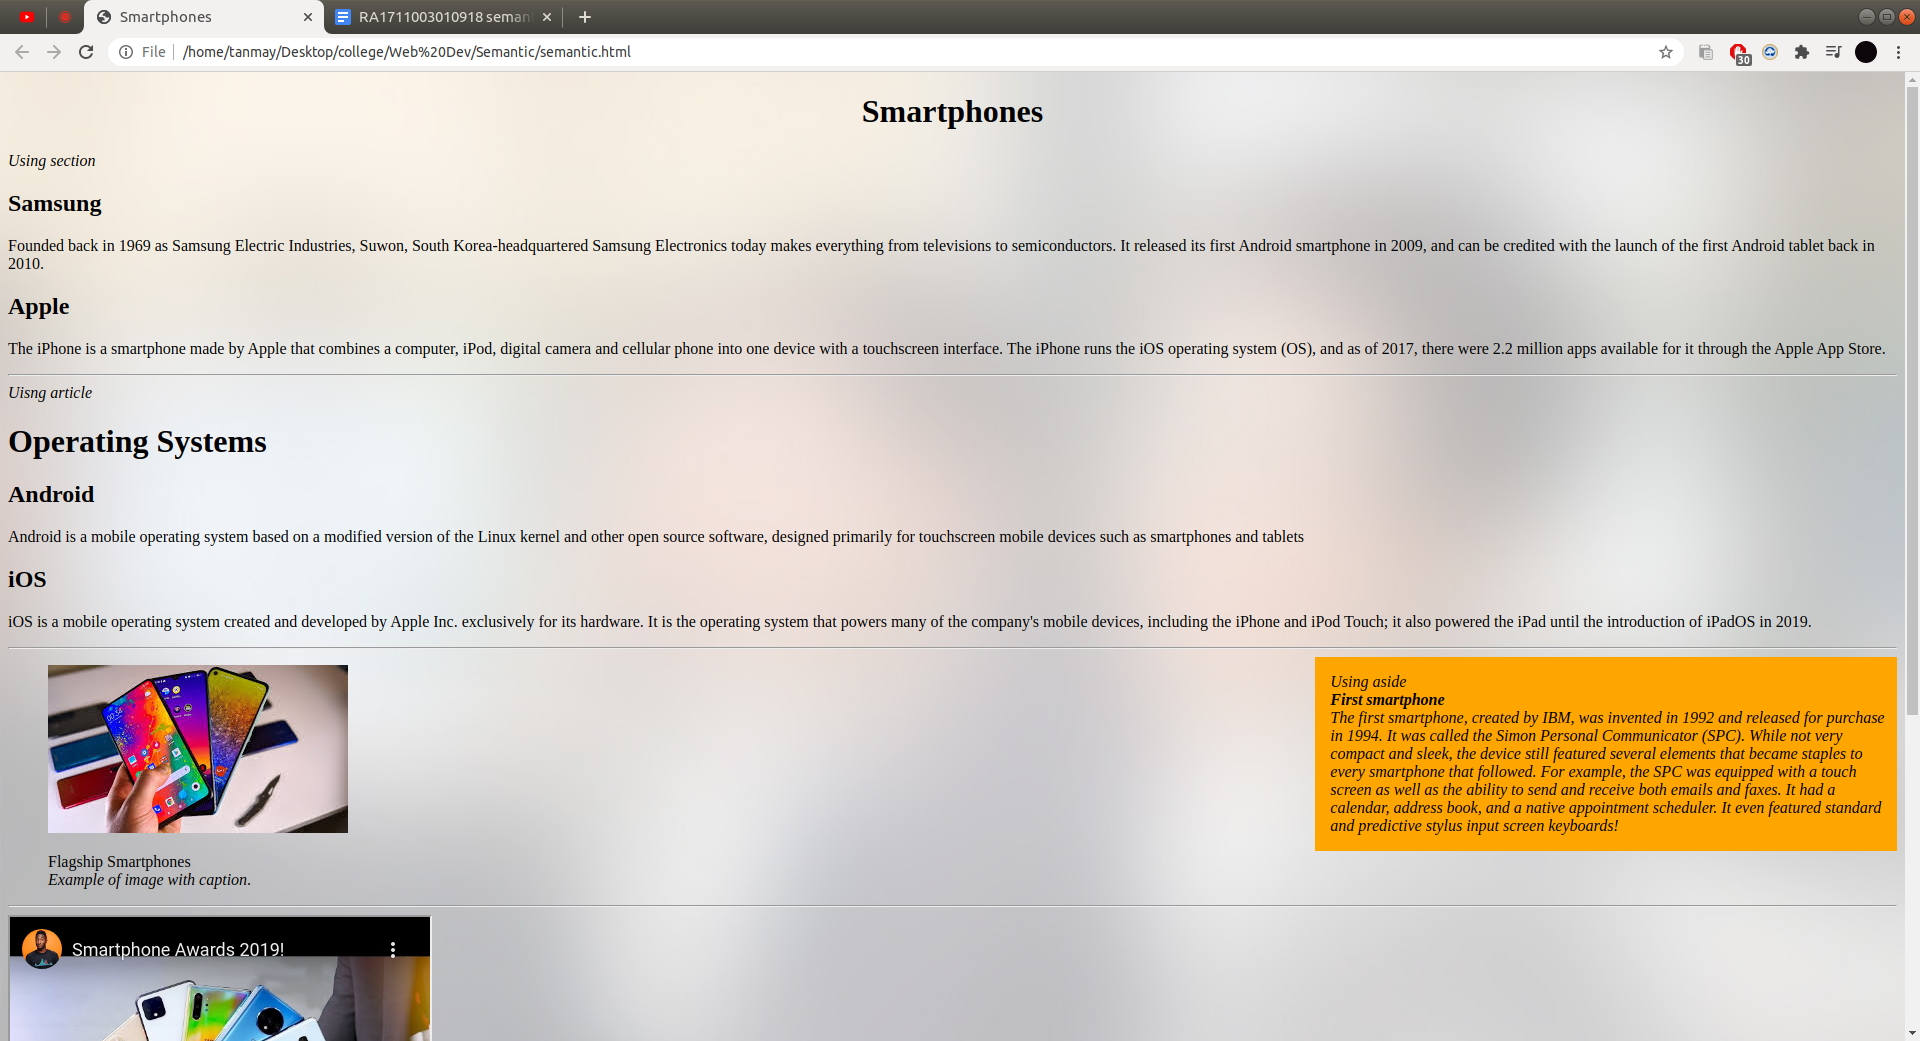 Smartphones
RA1711003010918 seman
File
/home/tanmay/Desktop/college/Web%20Dev/Semantic/semantic.html
30
Smartphones
Using section
Samsung
Founded back in 1969 as Samsung Electric Industries, Suwon, South Korea-headquartered Samsung Electronics today makes everything from televisions to semiconductors. It released its first Android smartphone in 2009, and can be credited with the launch of the first Android tablet back in
2010.
Apple
The iPhone is a smartphone made by Apple that combines a computer, iPod, digital camera and cellular phone into one device with a touchscreen interface. The iPhone runs the iOS operating system (OS), and as of 2017, there were 2.2 million apps available for it through the Apple App Store.
Uisng article
Operating Systems
Android
Android is a mobile operating system based on a modified version of the Linux kernel and other open source software, designed primarily for touchscreen mobile devices such as smartphones and tablets
iOS
iOS is a mobile operating system created and developed by Apple Inc. exclusively for its hardware. It is the operating system that powers many of the company's mobile devices, including the iPhone and iPod Touch; it also powered the iPad until the introduction of iPadOS in 2019.
Using aside
First smartphone
The first smartphone, created by IBM, was invented in 1992 and released for purchase
in 1994. It was called the Simon Personal Communicator (SPC). While not very
compact and sleek, the device still featured several elements that became staples to
every smartphone that followed. For example, the SPC was equipped with a touch
screen as well as the ability to send and receive both emails and faxes. It had a
calendar, address book, and a native appointment scheduler. It even featured standard
and predictive stylus input screen keyboards!
Flagship Smartphones
Example of image with caption.
Smartphone Awards 2019!